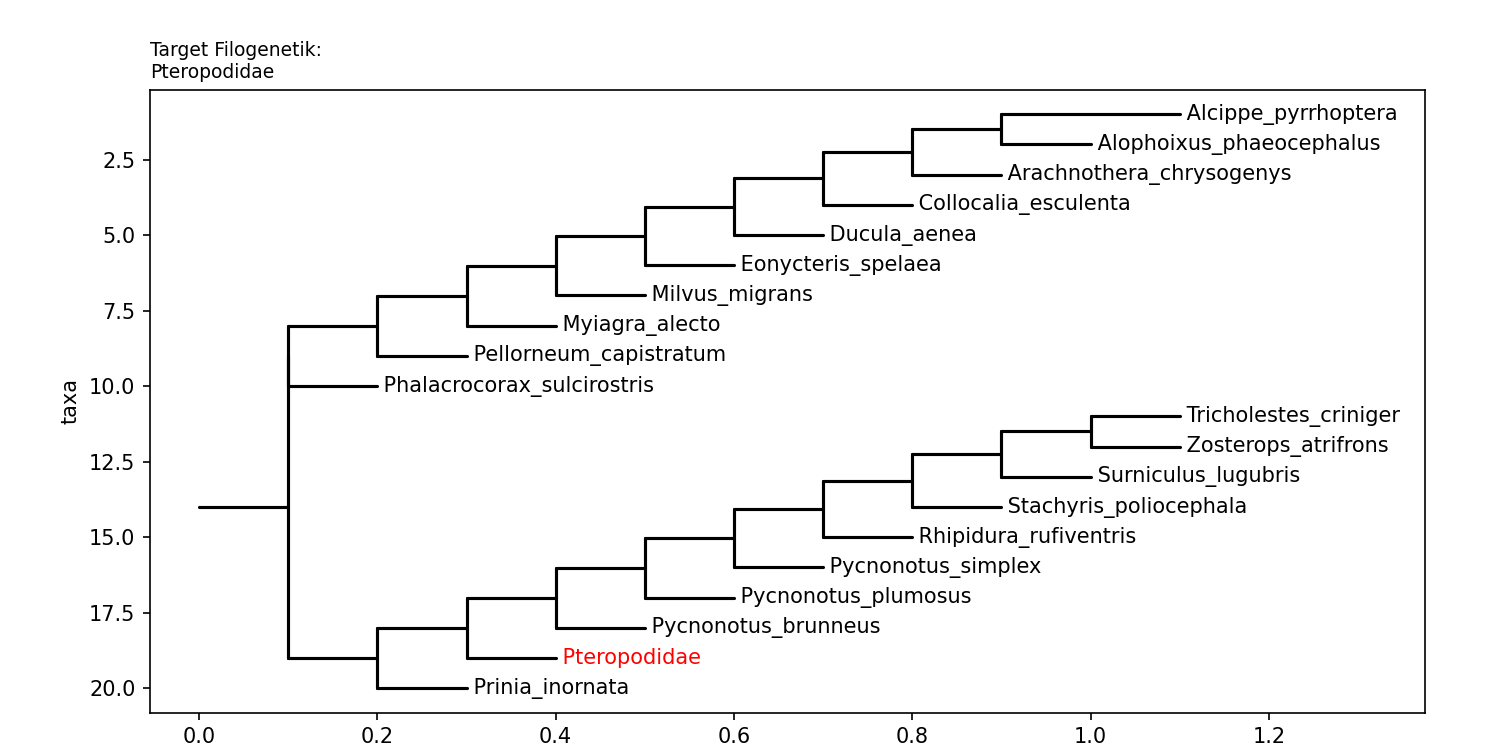 Target Filogenetik:
Pteropodidae
Alcippe_pyrrhoptera
Alophoixus_phaeocephalus
2.5
Arachnothera_chrysogenys
Collocalia_esculenta
5.0
Ducula_aenea
Eonycteris_spelaea
Milvus_migrans
7.5
Myiagra_alecto
Pellorneum_capistratum
10.0
Phalacrocorax_sulcirostris
taxa
Tricholestes_criniger
Zosterops_atrifrons
12.5
Surniculus_lugubris
Stachyris_poliocephala
15.0
Rhipidura_rufiventris
Pycnonotus_simplex
Pycnonotus_plumosus
17.5
Pycnonotus_brunneus
Pteropodidae
20.0
Prinia_inornata
0.0 0.2 0.4 0.6 0.8 1.0 1.2